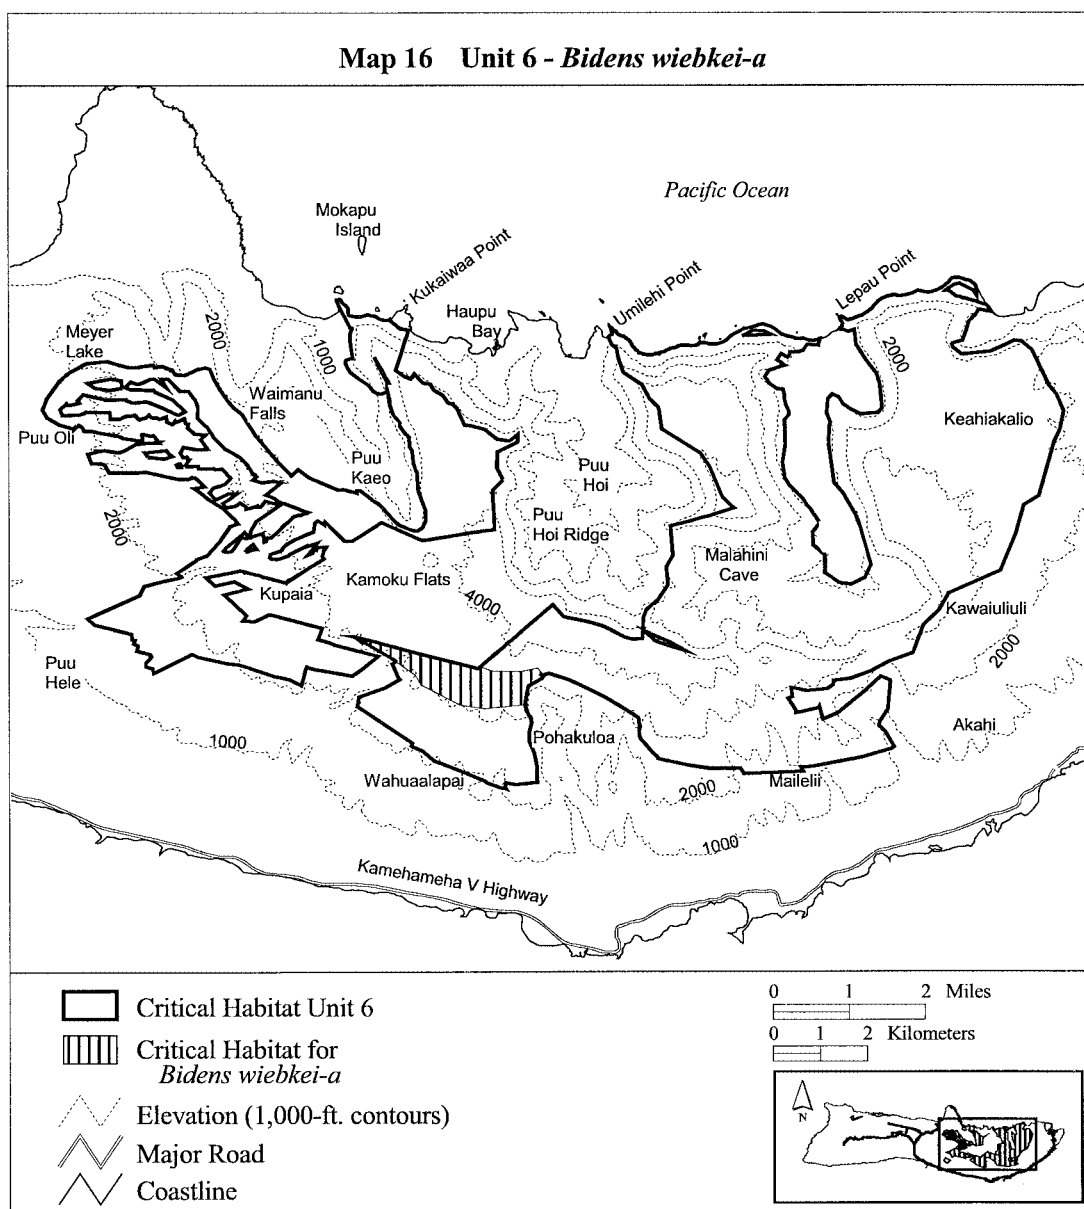 Map 16 Unit 6 - Bidens wiebkei-a
Pacific Ocean
Mokapu
Island
Kukaiwaa Point
Haupu
Bay
Umilehi Point
Lepau Point
Meyer
Lake
2000
1000
2000
Waimanu
Falls
Puu Oli
Keahiakalio
Puu
Kaeo
Puu
Hoi
2000
Puu
Hoi Ridge
Malahini
Cave
Kamoku Flats
Kupaia
4000
Kawaiuliuli
2000
Puu
Hele
1000
Pohakuloa
Akahi
Wahuaalapai
2000
Mailelii
1000
Kamehameha V Highway
Critical Habitat Unit 6
Critical Habitat for
Bidens wiebkei-a
Elevation (1,000-ft. contours)
Major Road
Coastline
0 1 2 Miles
0 1 2 Kilometers
N